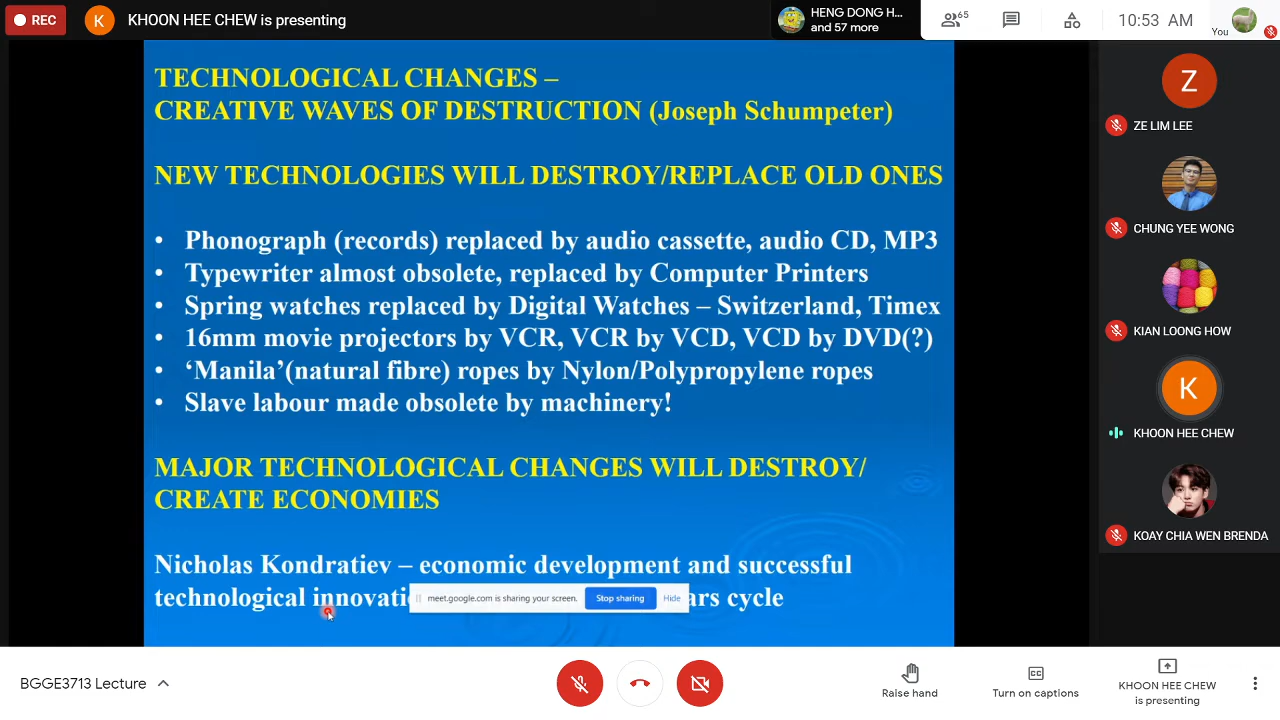 REC
K
KHOON HEE CHEW is presenting
HENG DONG H...
and 57 more
65
10:53 AM
You
TECHNOLOGICAL CHANGES –
CREATIVE WAVES OF DESTRUCTION (Joseph Schumpeter)
NEW TECHNOLOGIES WILL DESTROY/REPLACE OLD ONES
• Phonograph (records) replaced by audio cassette, audio CD, MP3
• Typewriter almost obsolete, replaced by Computer Printers
• Spring watches replaced by Digital Watches – Switzerland, Timex
• 16mm movie projectors by VCR, VCR by VCD, VCD by DVD(?)
• ‘Manila’(natural fibre) ropes by Nylon/Polypropylene ropes
• Slave labour made obsolete by machinery!
MAJOR TECHNOLOGICAL CHANGES WILL DESTROY/
CREATE ECONOMIES
Nicholas Kondratiev – economic development and successful
technological cycle
meet.google.com is sharing your screen. Stop sharing Hide
Z
ZE LIM LEE
CHUNG YEE WONG
KIAN LOONG HOW
K
KHOON HEE CHEW
KOAY CHIA WEN BRENDA
BGGE3713 Lecture
Raise hand
Turn on captions
CC
KHOON HEE CHEW
is presenting